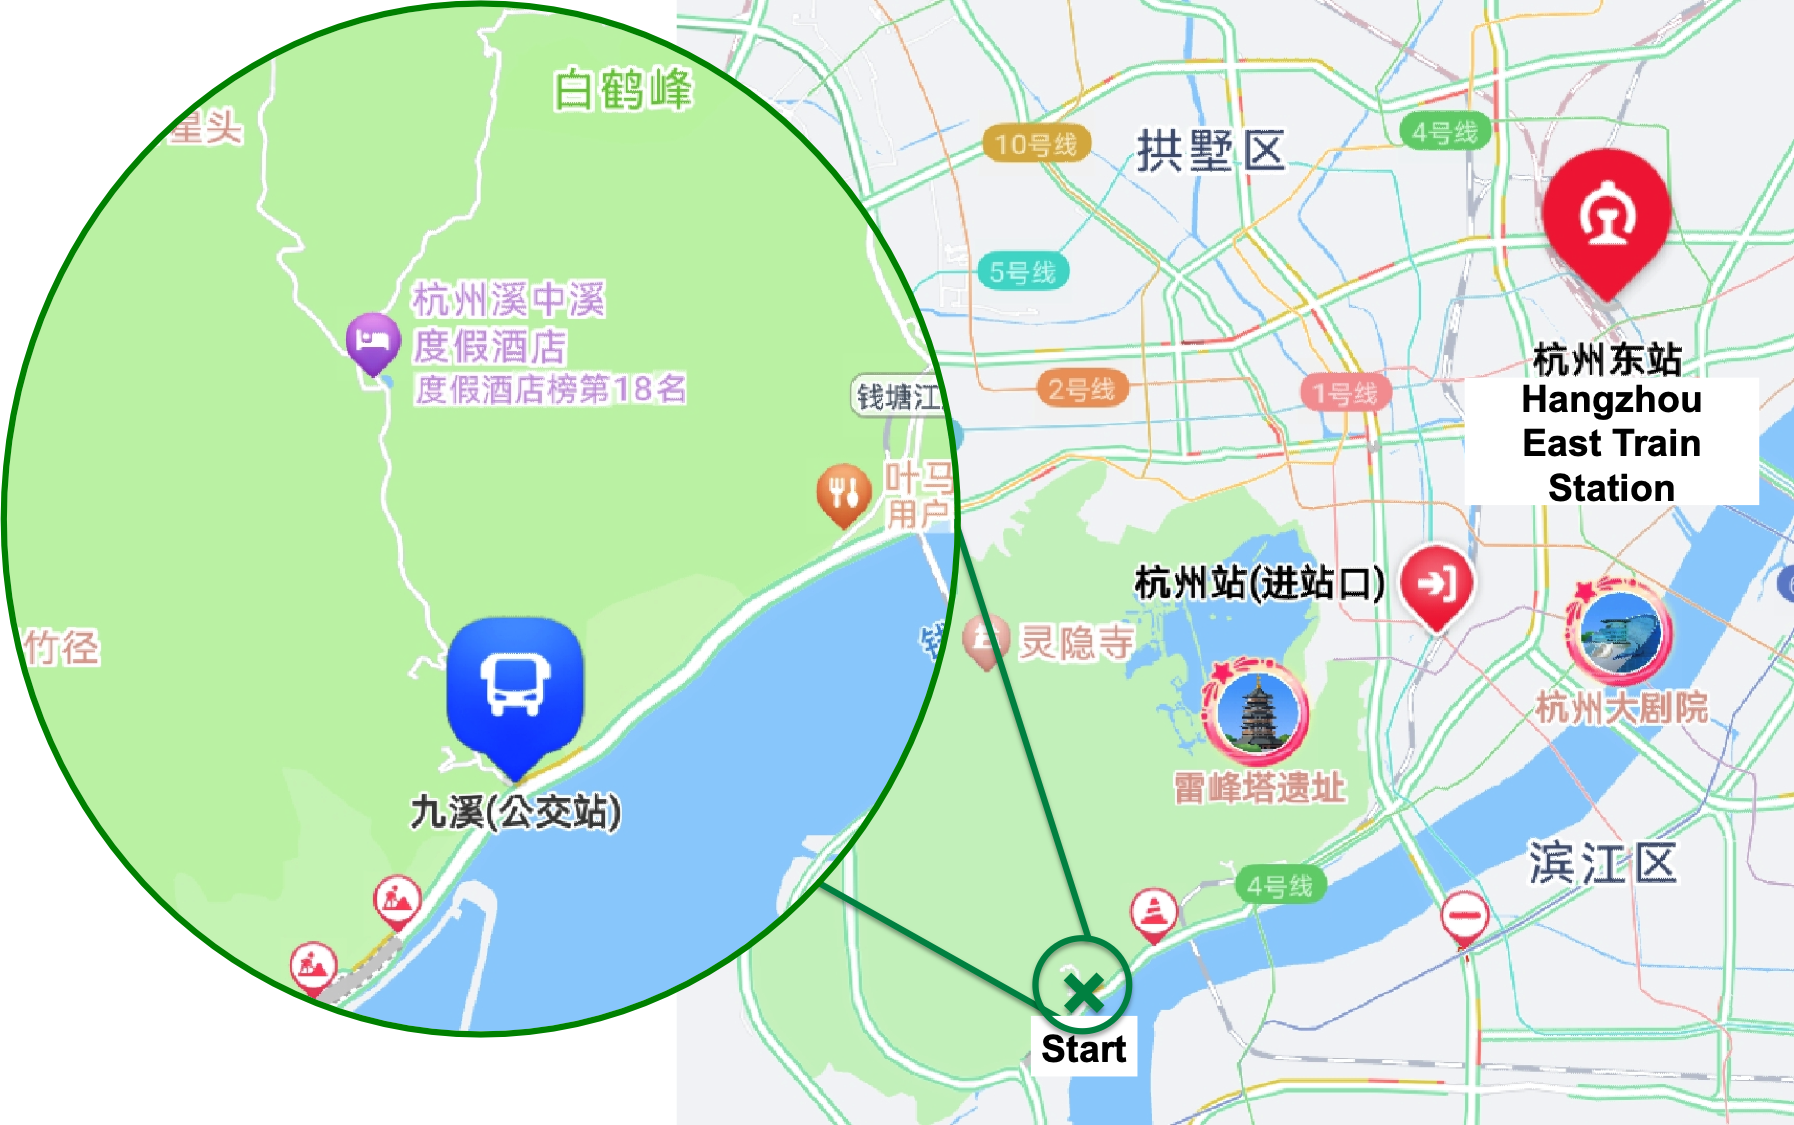 白鹤峰
星头
杭州溪中溪
度假酒店
度假酒店榜第18名
钱塘江
叶马
用户
竹径
九溪(公交站)
10号线
拱墅区
4号线
5号线
2号线
1号线
杭州东站
Hangzhou
East Train
Station
杭州站(进站口)
灵隐寺
雷峰塔遗址
杭州大剧院
滨江区
4号线
Start